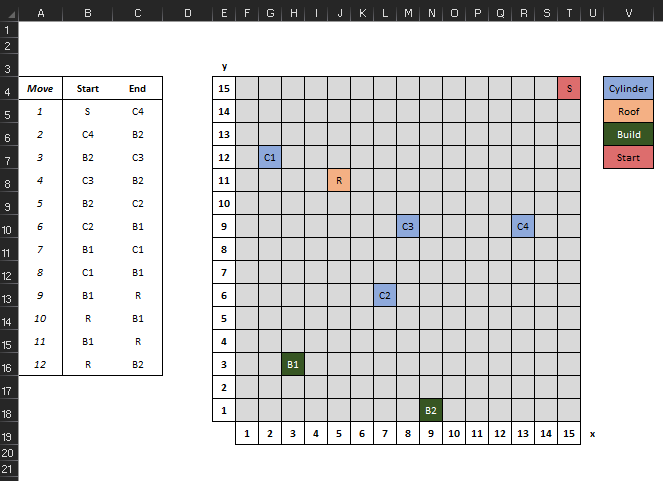 A B C D E F G H I J K L M N O P Q R S T U V
1
2
3 y
4 Move Start End 15 S Cylinder
5 1 S C4 14 Roof
6 2 C4 B2 13 Build
7 3 B2 C3 12 C1 Start
8 4 C3 B2 11 R
9 5 B2 C2 10
10 6 C2 B1 9 C3 C4
11 7 B1 C1 8
12 8 C1 B1 7
13 9 B1 R 6 C2
14 10 R B1 5
15 11 B1 R 4
16 12 R B2 3 B1
17 2
18 1 B2
19 1 2 3 4 5 6 7 8 9 10 11 12 13 14 15 x
20
21